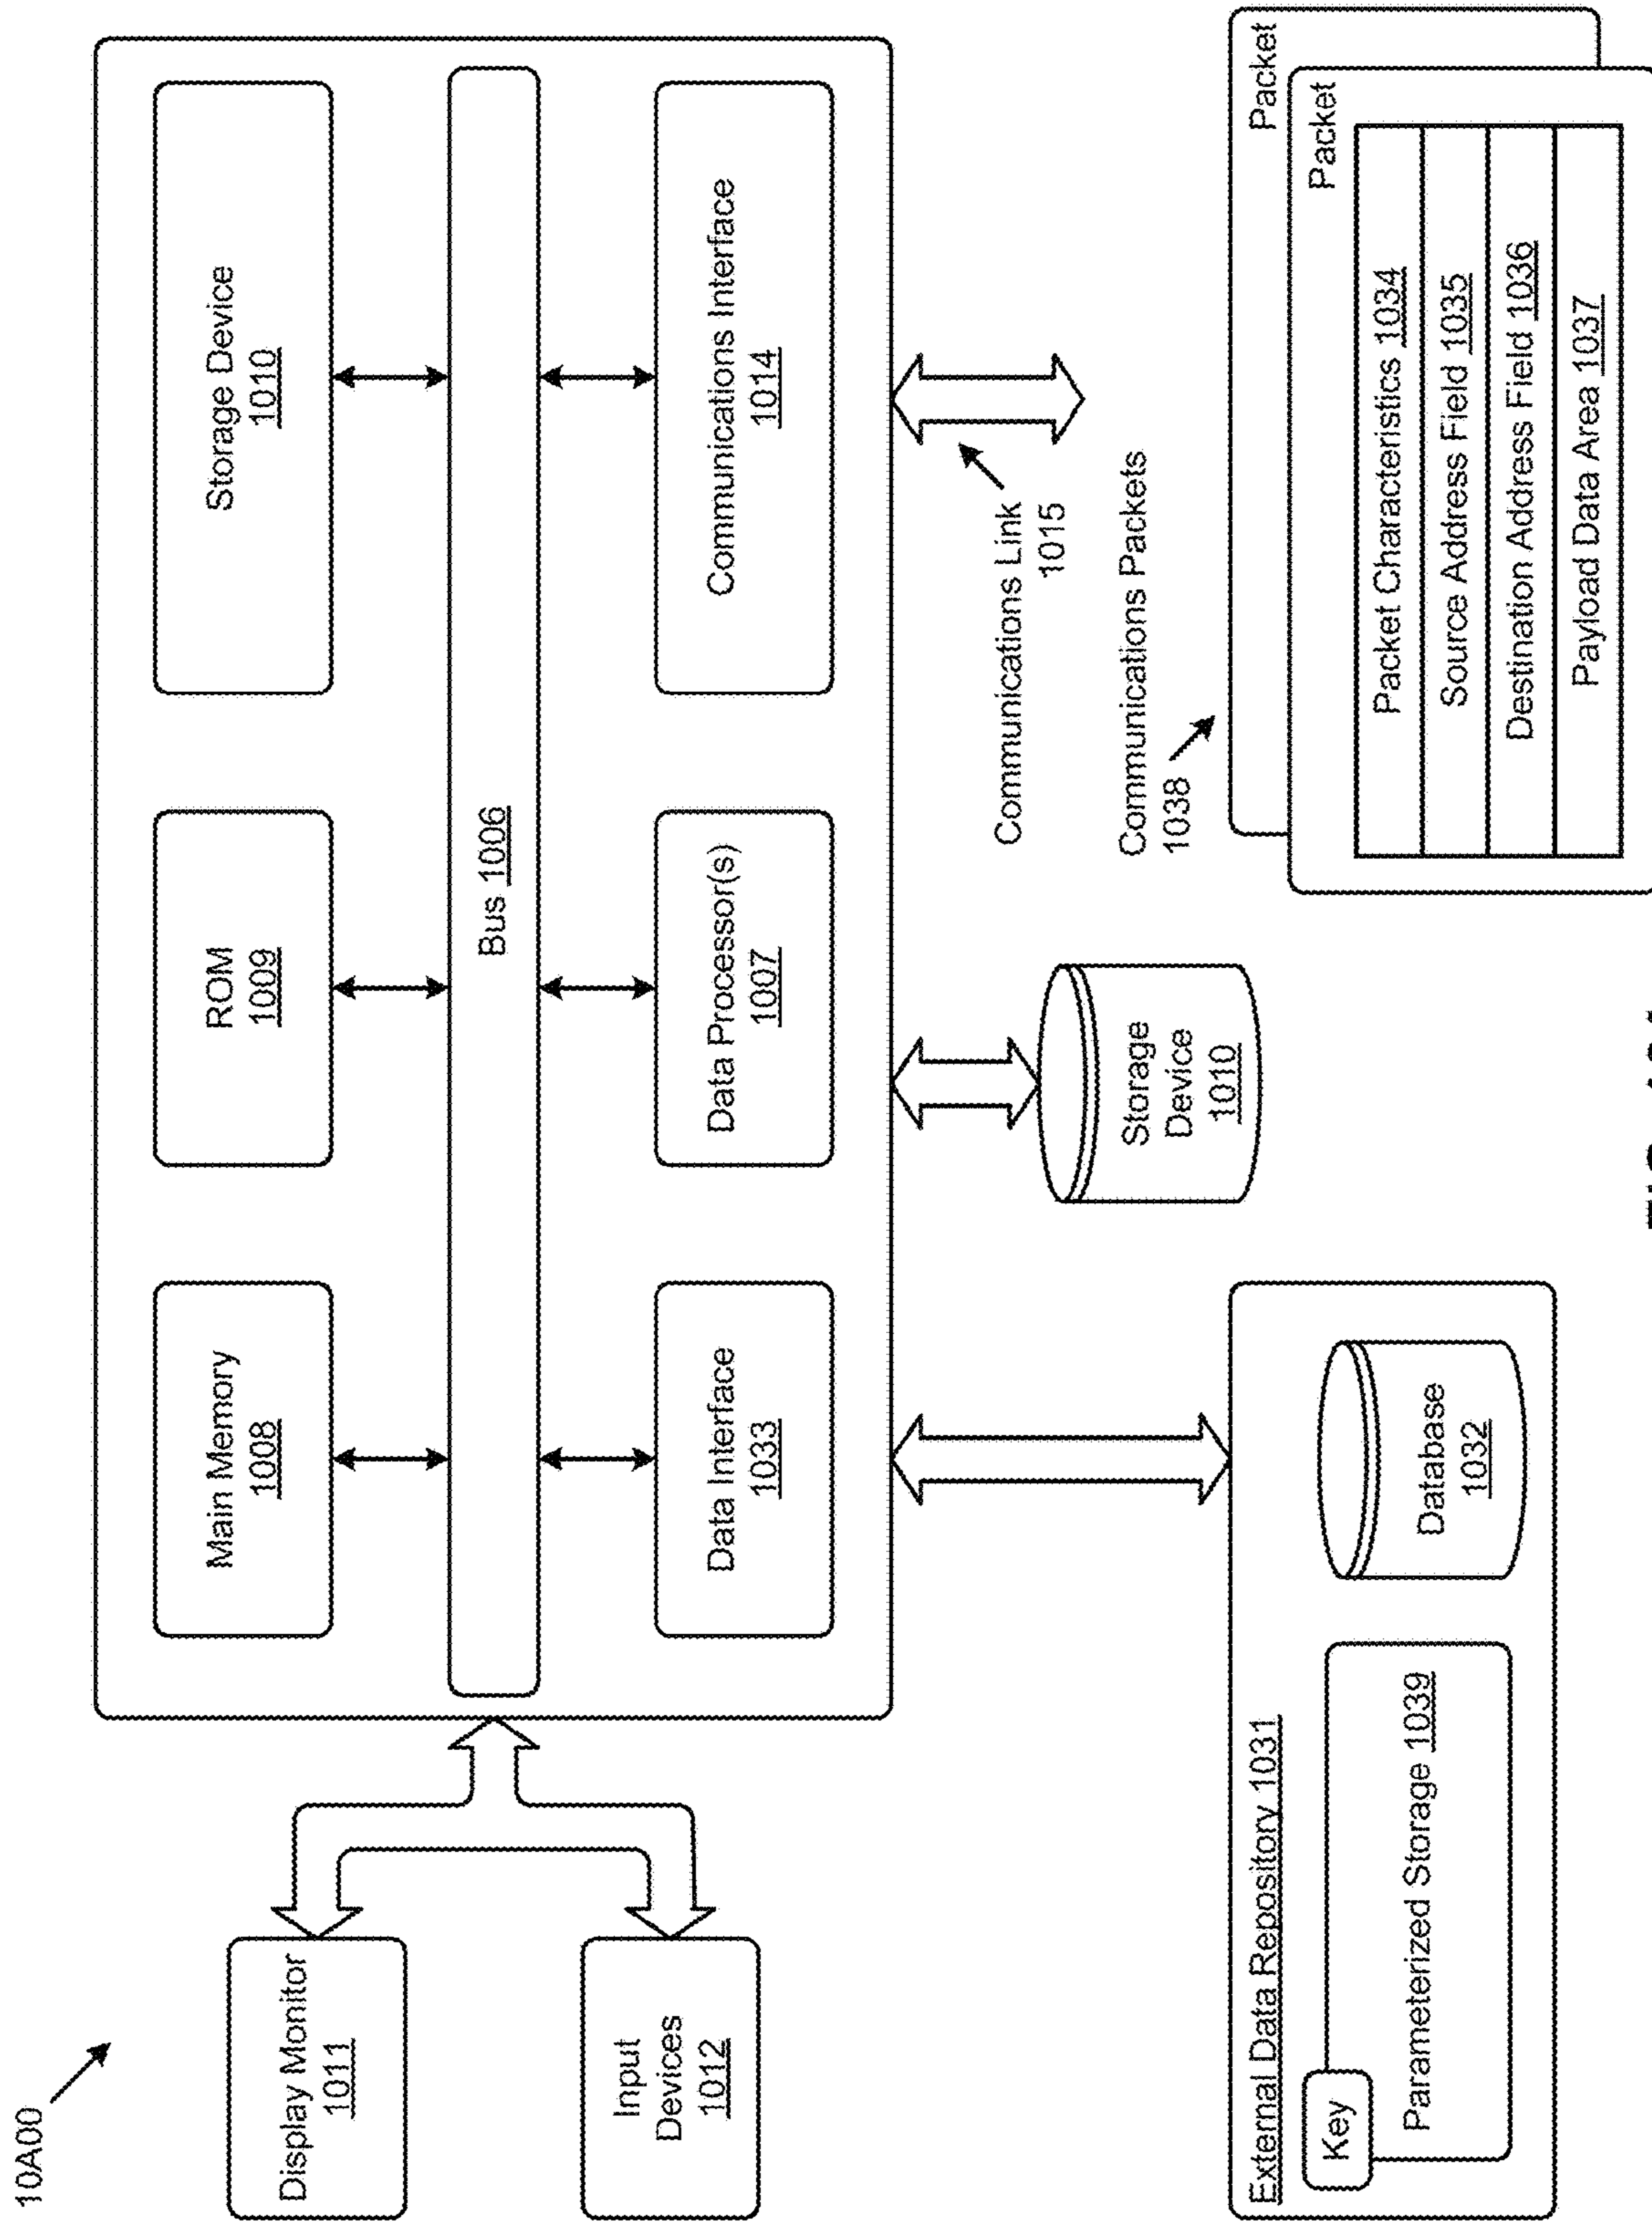 10A00
Display Monitor
1011
Input
Devices
1012
Main Memory
1008
ROM
1009
Storage Device
1010
Bus 1006
Data Interface
1033
Data Processor(s)
1007
Communications Interface
1014
Communications Link
1015
Storage
Device
1010
Communications Packets
1038
External Data Repository 1031
Key
Parameterized Storage 1039
Database
1032
Packet
Packet
Packet Characteristics 1034
Source Address Field 1035
Destination Address Field 1036
Payload Data Area 1037